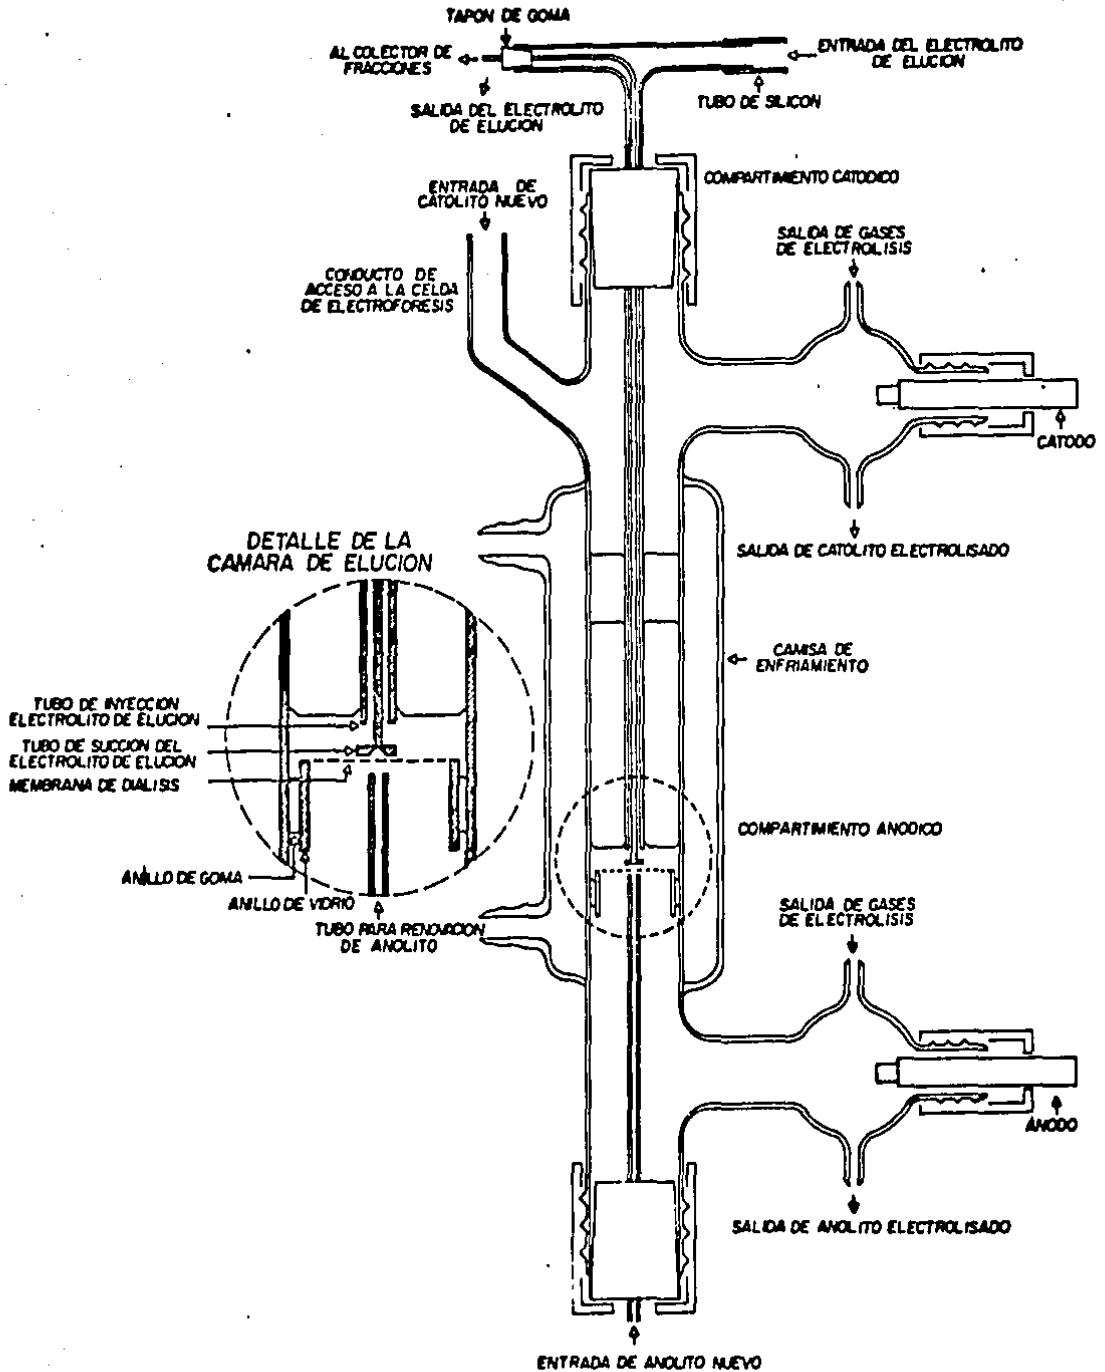 TAPON DE GOMA
AL COLECTOR DE
FRACCIONES
SALIDA DEL ELECTROLITO
DE ELUCION
ENTRADA DEL ELECTROLITO
DE ELUCION
TUBO DE SILICON
COMPARTIMIENTO CATODICO
ENTRADA DE
CATOLITO NUEVO
SALIDA DE GASES
DE ELECTROLISIS
CONDUCTO DE
ACCESO A LA CELDA
DE ELECTROFORESIS
CATODO
SALIDA DE CATOLITO ELECTROLISADO
DETALLE DE LA
CAMARA DE ELUCION
CAMISA DE
ENFRIAMIENTO
TUBO DE INYECCION
ELECTROLITO DE ELUCION
TUBO DE SUCCION DEL
ELECTROLITO DE ELUCION
MEMBRANA DE DIALISIS
COMPARTIMIENTO ANODICO
ANILLO DE GOMA
ANILLO DE VIDRIO
TUBO PARA RENOVACION
DE ANOLITO
SALIDA DE GASES
DE ELECTROLISIS
ANODO
SALIDA DE ANOLITO ELECTROLISADO
ENTRADA DE ANOLITO NUEVO